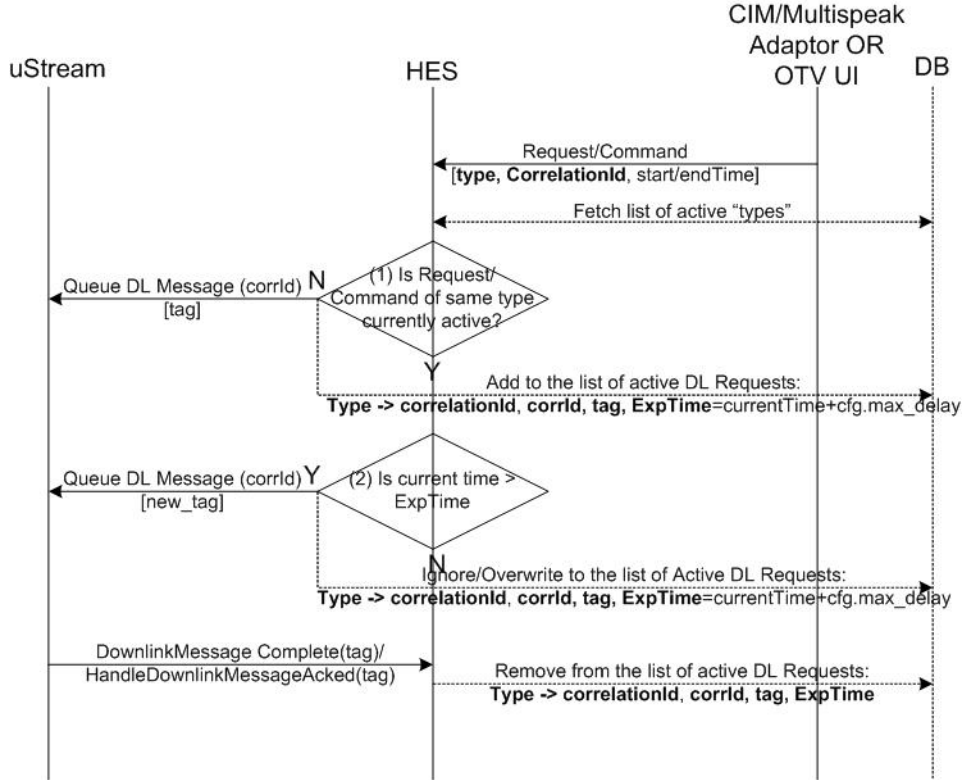 CIM/Multispeak
Adaptor OR
OTV UI
uStream
HES
DB
Request/Command
[type, CorrelationId, start/endTime]
Fetch list of active “types”
(1) Is Request/
Command of same type
currently active?
N
Queue DL Message (corrId)
[tag]
Y
Add to the list of active DL Requests:
Type -> correlationId, corrId, tag, ExpTime=currentTime+cfg.max_delay
Queue DL Message (corrId)
Y
[new_tag]
(2) Is current time >
ExpTime
N
Ignore/Overwrite to the list of Active DL Requests:
Type -> correlationId, corrId, tag, ExpTime=currentTime+cfg.max_delay
DownlinkMessage Complete(tag)/
HandleDownlinkMessageAcked(tag)
Remove from the list of active DL Requests:
Type -> correlationId, corrId, tag, ExpTime